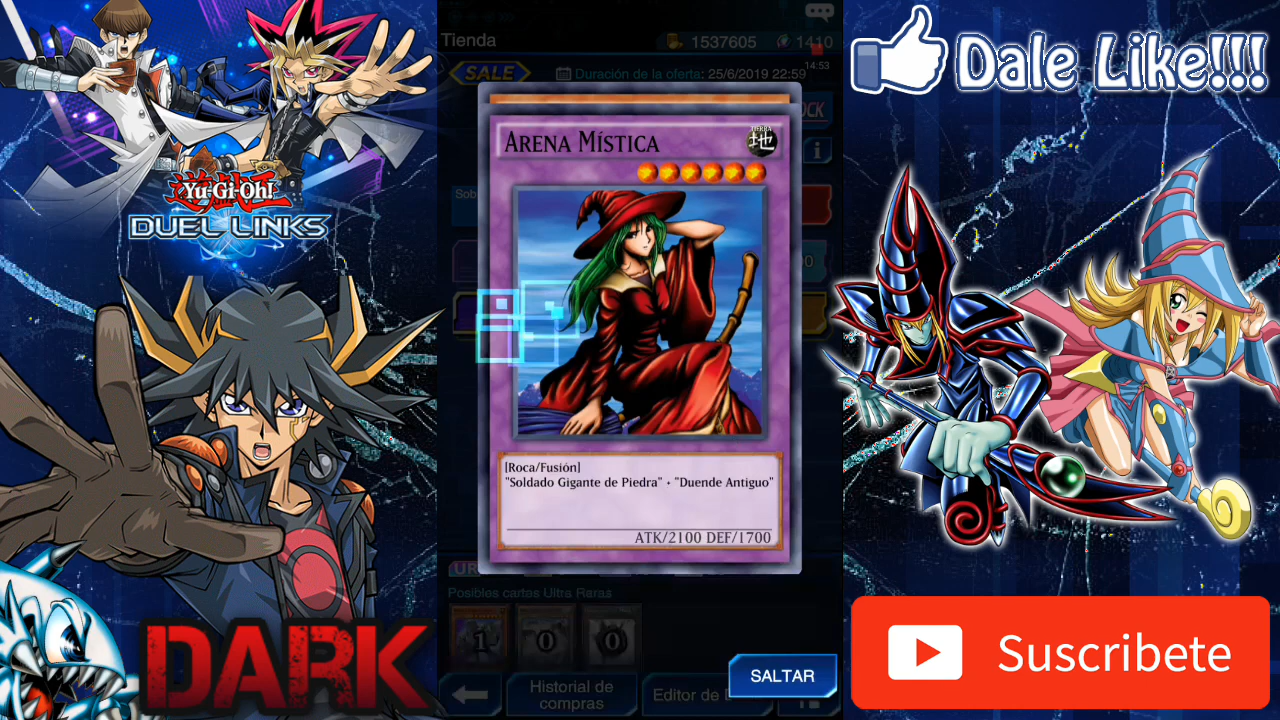 Yu-Gi-Oh!
DUEL LINKS
DARK
Tienda
1537605
1410
14:53
SALE
Duración de la oferta: 25/6/2019 22:59
Sob
ARENA MÍSTICA
TIERRA
地
[Roca/Fusión]
"Soldado Gigante de Piedra" + "Duende Antiguo"
ATK/2100 DEF/1700
UR
Posibles cartas Ultra Raras
1
0
0
SALTAR
Historial de
compras
Editor de
Dale Like!!!
Suscribete